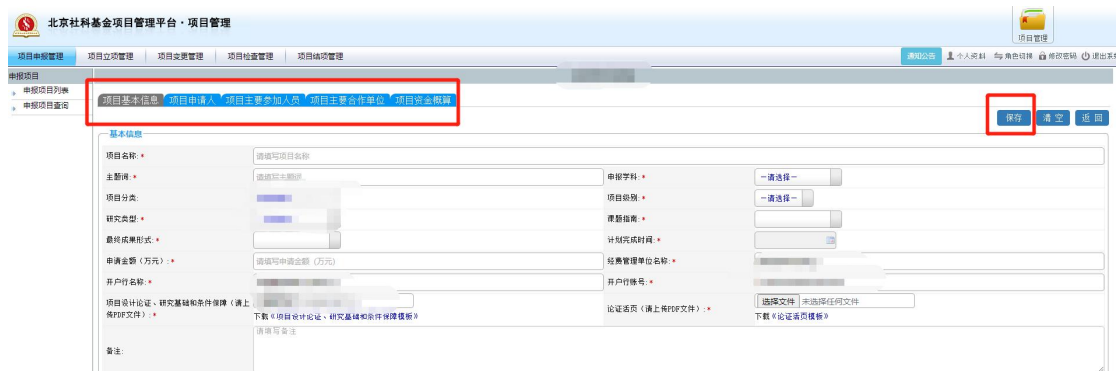 北京社科基金项目管理平台·项目管理
项目管理
项目申报管理 项目立项管理 项目变更管理 项目检查管理 项目结项管理 通知公告 个人资料 角色切换 修改密码 退出系
申报项目
申报项目列表
申报项目查询
项目基本信息 项目申请人 项目主要参加人员 项目主要合作单位 项目资金概算
保存 清空 返回
基本信息
项目名称: * 请填写项目名称
主题词: * 请填写主题词, 申报学科: * —请选择—
项目分类: 项目级别: * —请选择—
研究类型: * 课题指南: *
最终成果形式: * 计划完成时间: *
申请金额（万元）: * 请填写申请金额（万元） 经费管理单位名称: *
开户行名称: * 开户行账号: *
项目设计论证、研究基础和条件保障（请上 论证活页（请上传PDF文件）: * 选择文件 未选择任何文件
传PDF文件）: * 下载《项目设计论证、研究基础和条件保障模板》 下载《论证活页模板》
备注: 请填写备注